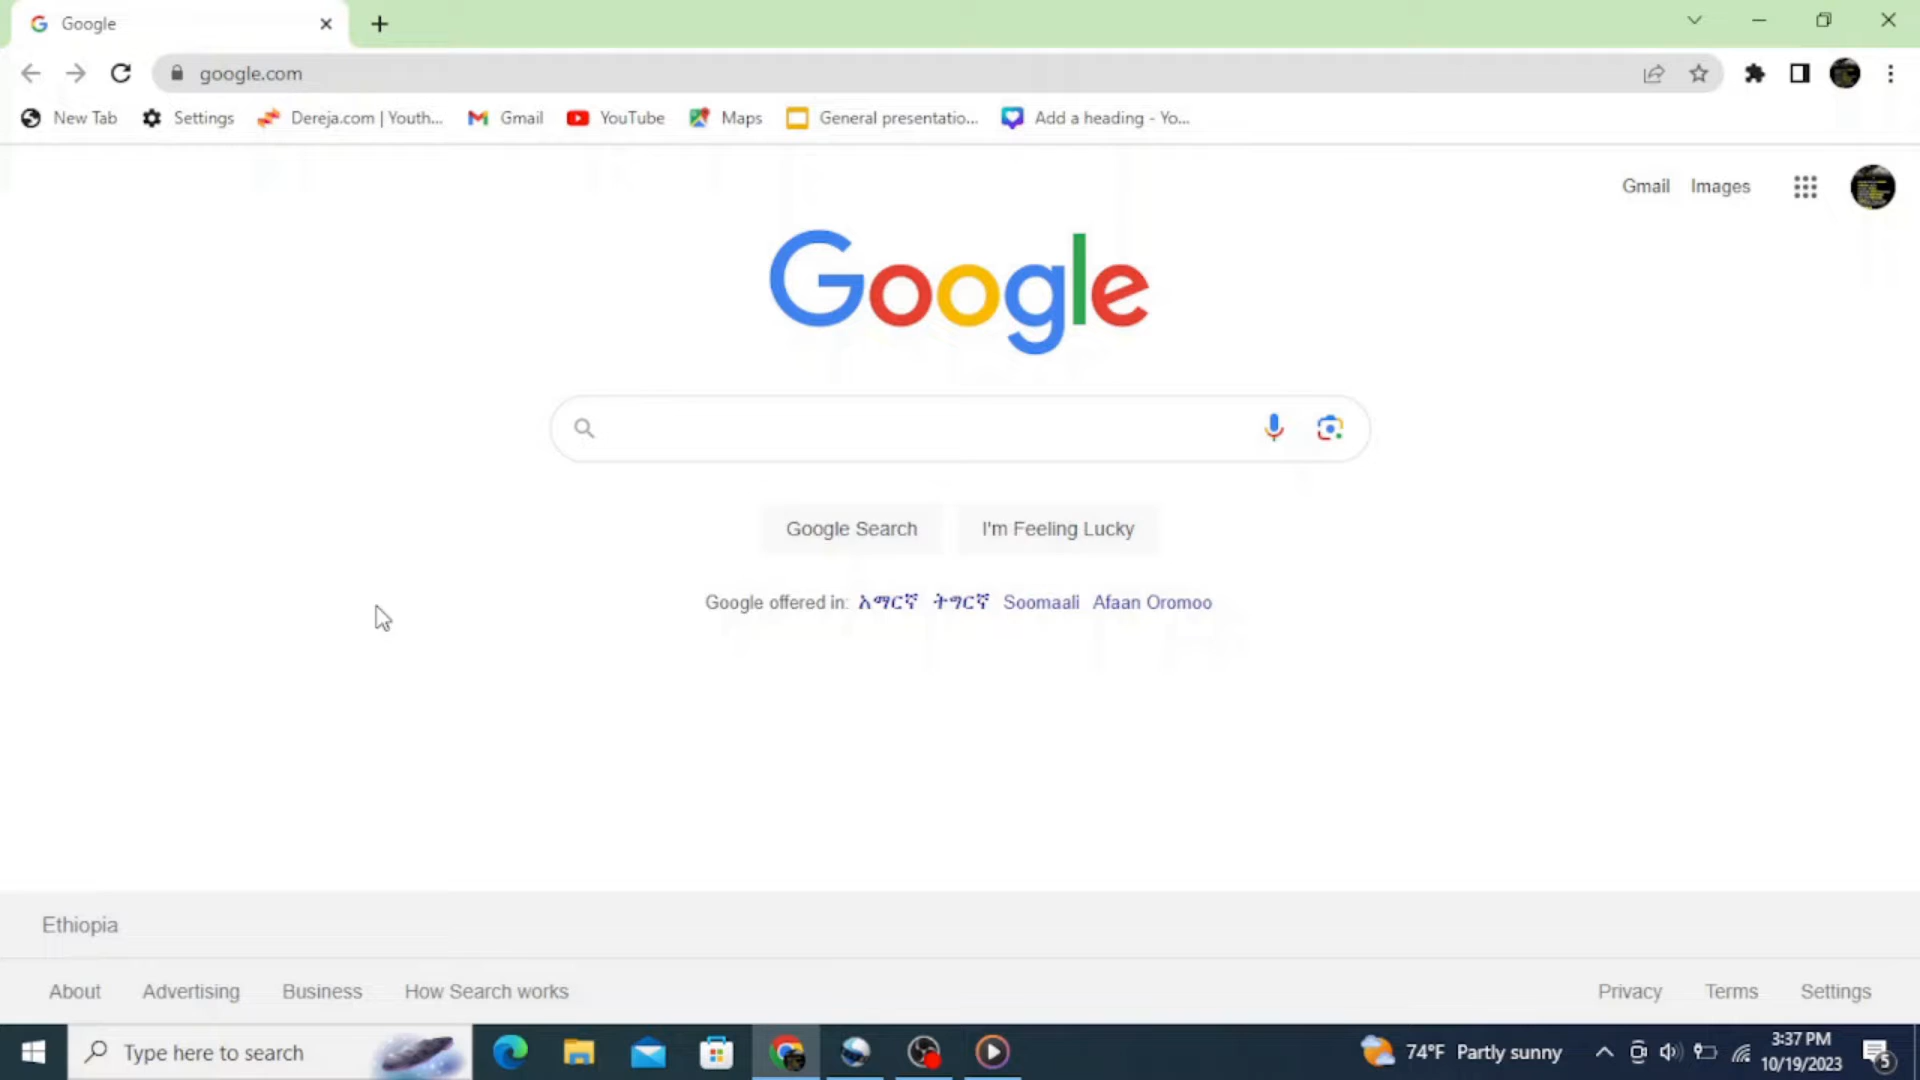 Google
google.com
New Tab Settings Dereja.com | Youth... Gmail YouTube Maps General presentatio... Add a heading - Yo...
Gmail Images
Google
Google Search I'm Feeling Lucky
Google offered in: አማርኛ ትግርኛ Soomaali Afaan Oromoo
Ethiopia
About Advertising Business How Search works Privacy Terms Settings
Type here to search 74°F Partly sunny 3:37 PM
10/19/2023 5